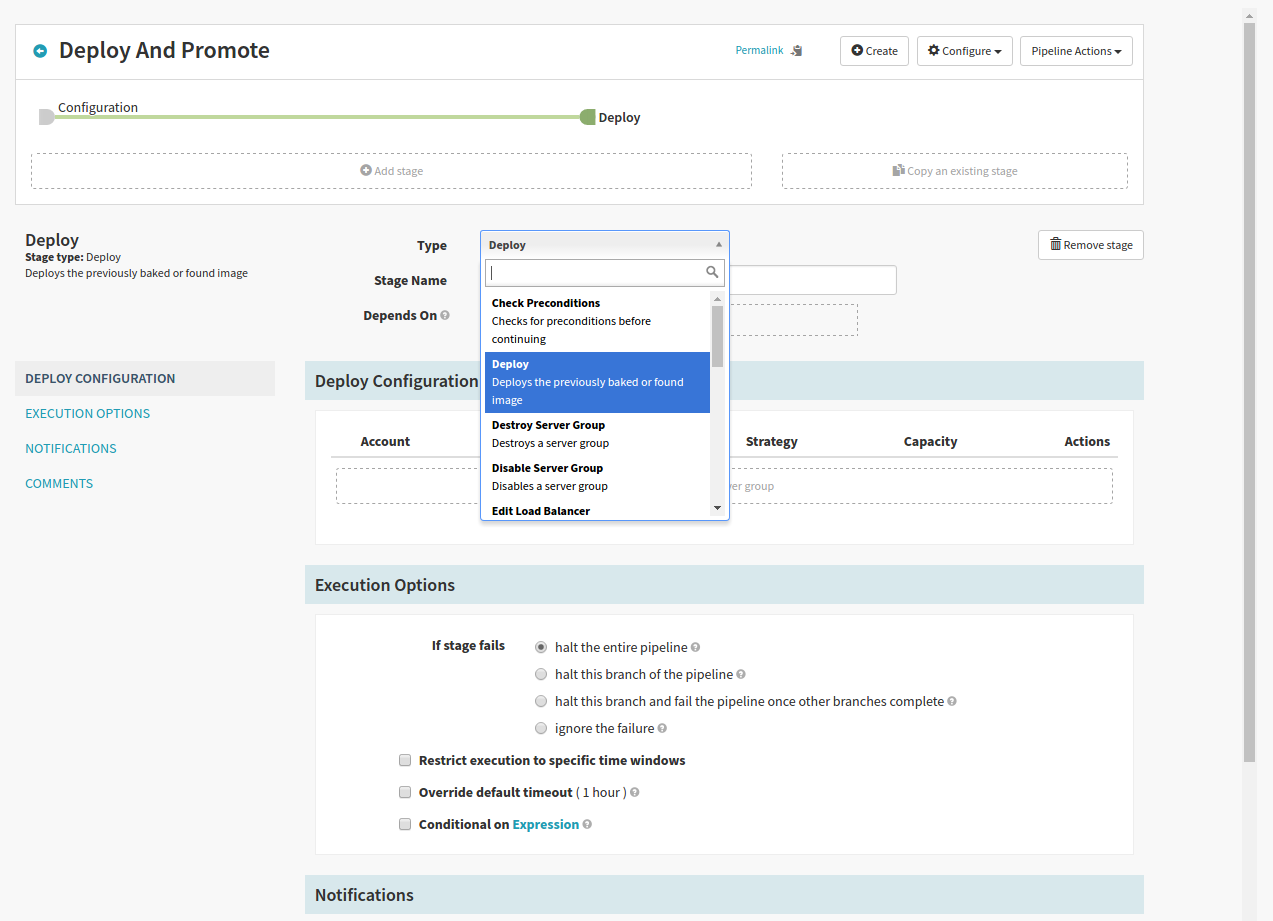 Deploy And Promote
Permalink
Create
Configure
Pipeline Actions
Configuration
Deploy
Add stage
Copy an existing stage
Deploy
Stage type: Deploy
Deploys the previously baked or found image
Type
Deploy
Remove stage
Stage Name
Depends On
Check Preconditions
Checks for preconditions before
continuing
Deploy
Deploys the previously baked or found
image
Destroy Server Group
Destroys a server group
Disable Server Group
Disables a server group
Edit Load Balancer
DEPLOY CONFIGURATION
EXECUTION OPTIONS
NOTIFICATIONS
COMMENTS
Deploy Configuration
Account
Strategy
Capacity
Actions
group
Execution Options
If stage fails
halt the entire pipeline
halt this branch of the pipeline
halt this branch and fail the pipeline once other branches complete
ignore the failure
Restrict execution to specific time windows
Override default timeout ( 1 hour )
Conditional on Expression
Notifications